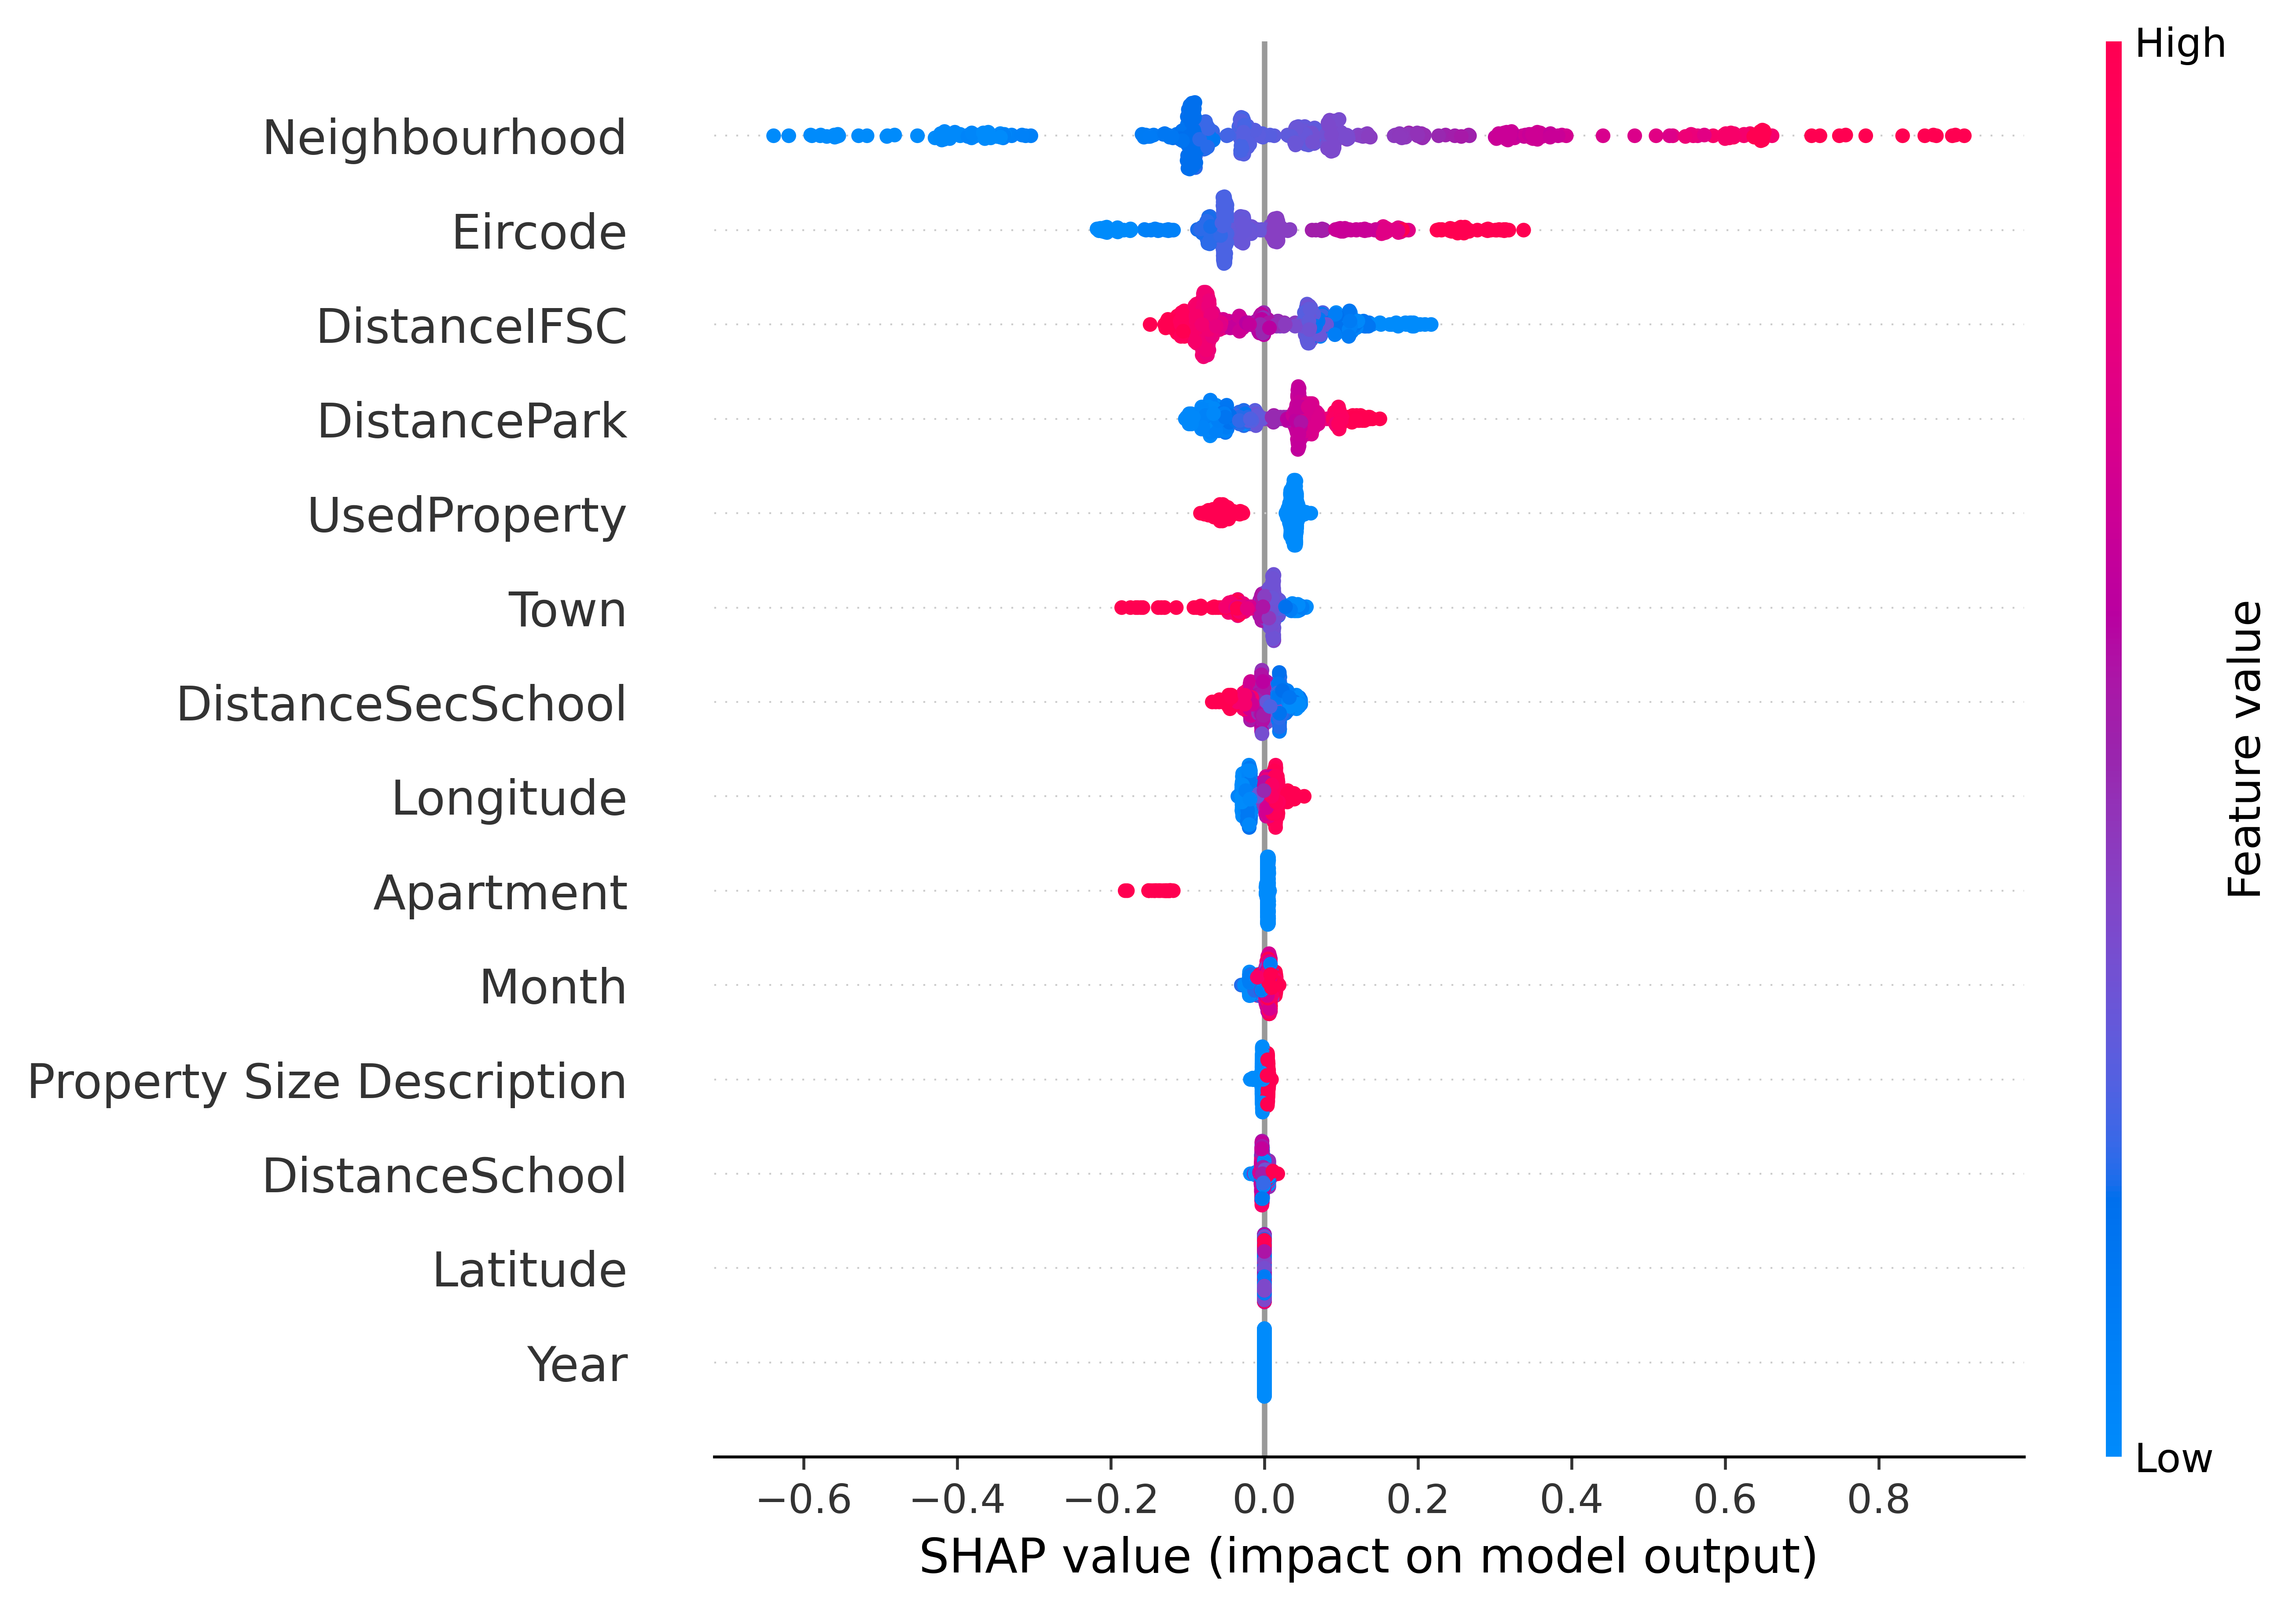 High
Neighbourhood
Eircode
DistanceIFSC
DistancePark
UsedProperty
Town
DistanceSecSchool
Longitude
Apartment
Month
Property Size Description
DistanceSchool
Latitude
Year
Feature value
Low
−0.6 −0.4 −0.2 0.0 0.2 0.4 0.6 0.8
SHAP value (impact on model output)